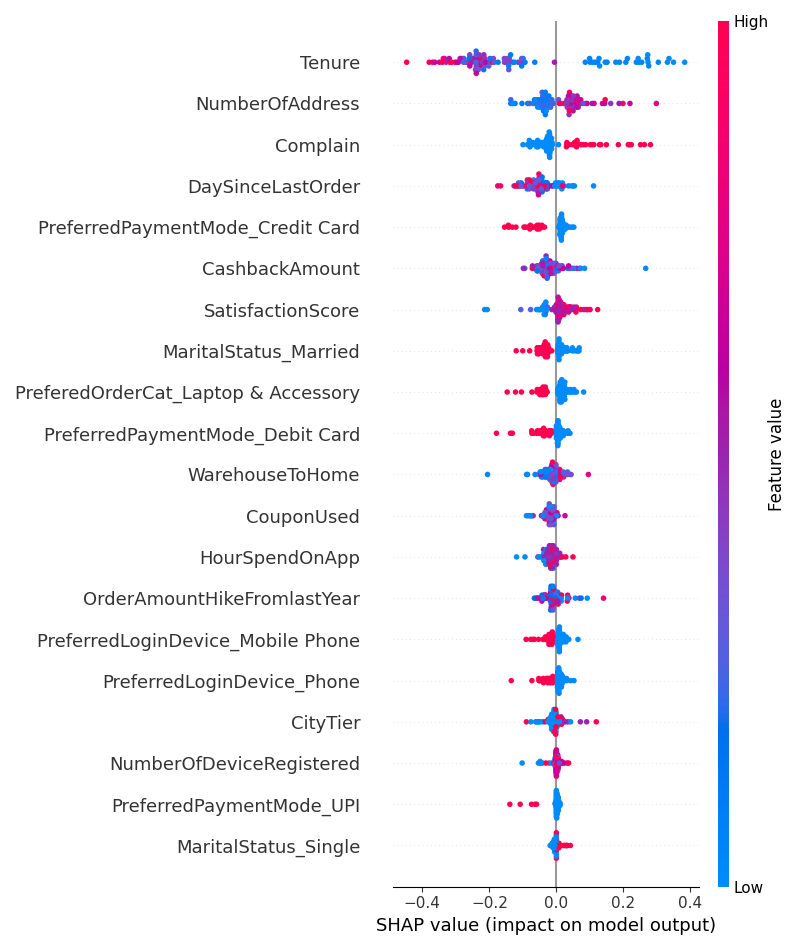 High
Tenure
NumberOfAddress
Complain
DaySinceLastOrder
PreferredPaymentMode_Credit Card
CashbackAmount
SatisfactionScore
MaritalStatus_Married
PreferedOrderCat_Laptop & Accessory
PreferredPaymentMode_Debit Card
WarehouseToHome
CouponUsed
HourSpendOnApp
OrderAmountHikeFromlastYear
PreferredLoginDevice_Mobile Phone
PreferredLoginDevice_Phone
CityTier
NumberOfDeviceRegistered
PreferredPaymentMode_UPI
MaritalStatus_Single
Feature value
Low
−0.4 −0.2 0.0 0.2 0.4
SHAP value (impact on model output)